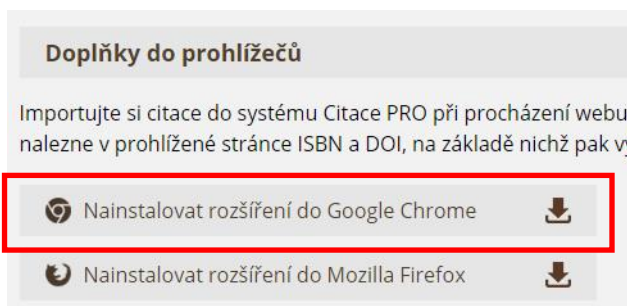 Doplňky do prohlížečů
Importujte si citace do systému Citace PRO při procházení webu
nalezne v prohlížené stránce ISBN a DOI, na základě nichž pak
Nainstalovat rozšíření do Google Chrome
Nainstalovat rozšíření do Mozilla Firefox